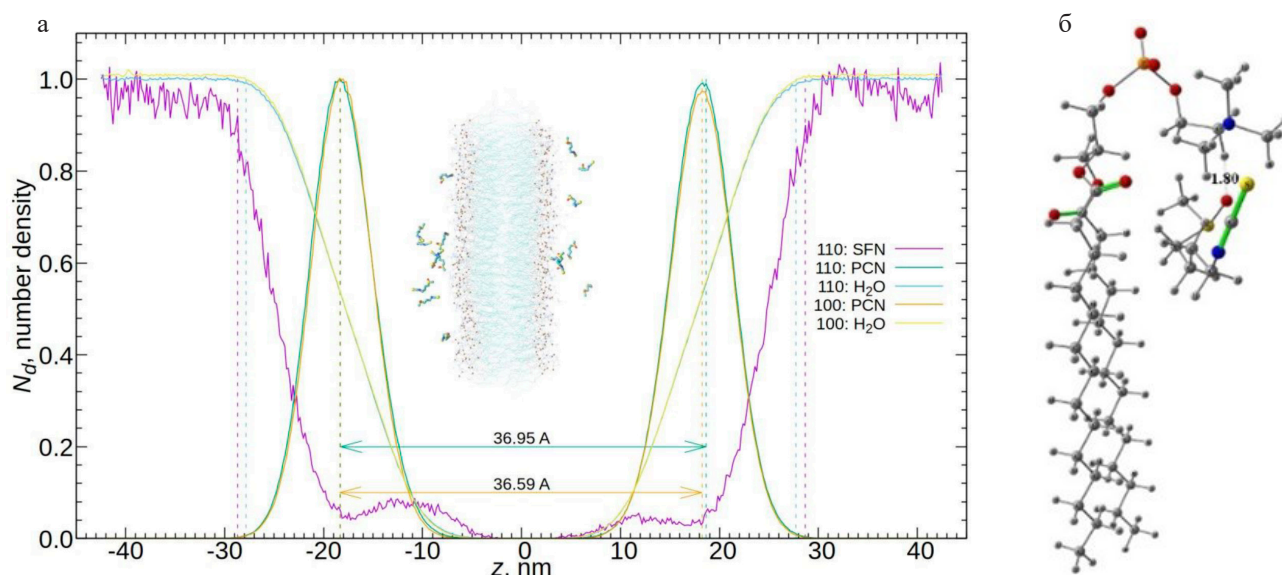 а
б
-40 -30 -20 -10 0 10 20 30 40
1.0
0.8
0.6
0.4
0.2
0.0
N_d, number density
z, nm
110: SFN
110: PCN
110: H₂O
100: PCN
100: H₂O
36.95 A
36.59 A
1.80